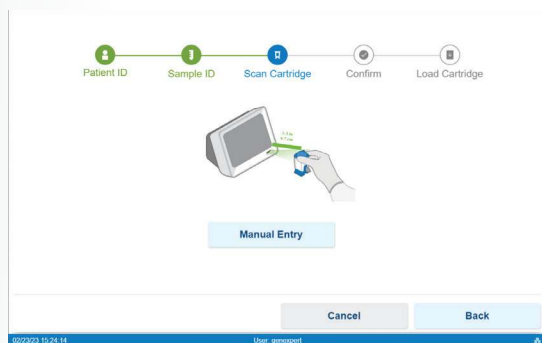 Patient ID
Sample ID
Scan Cartridge
Confirm
Load Cartridge
Manual Entry
Cancel
Back
02/23/23 15:24:14
User: genexpert